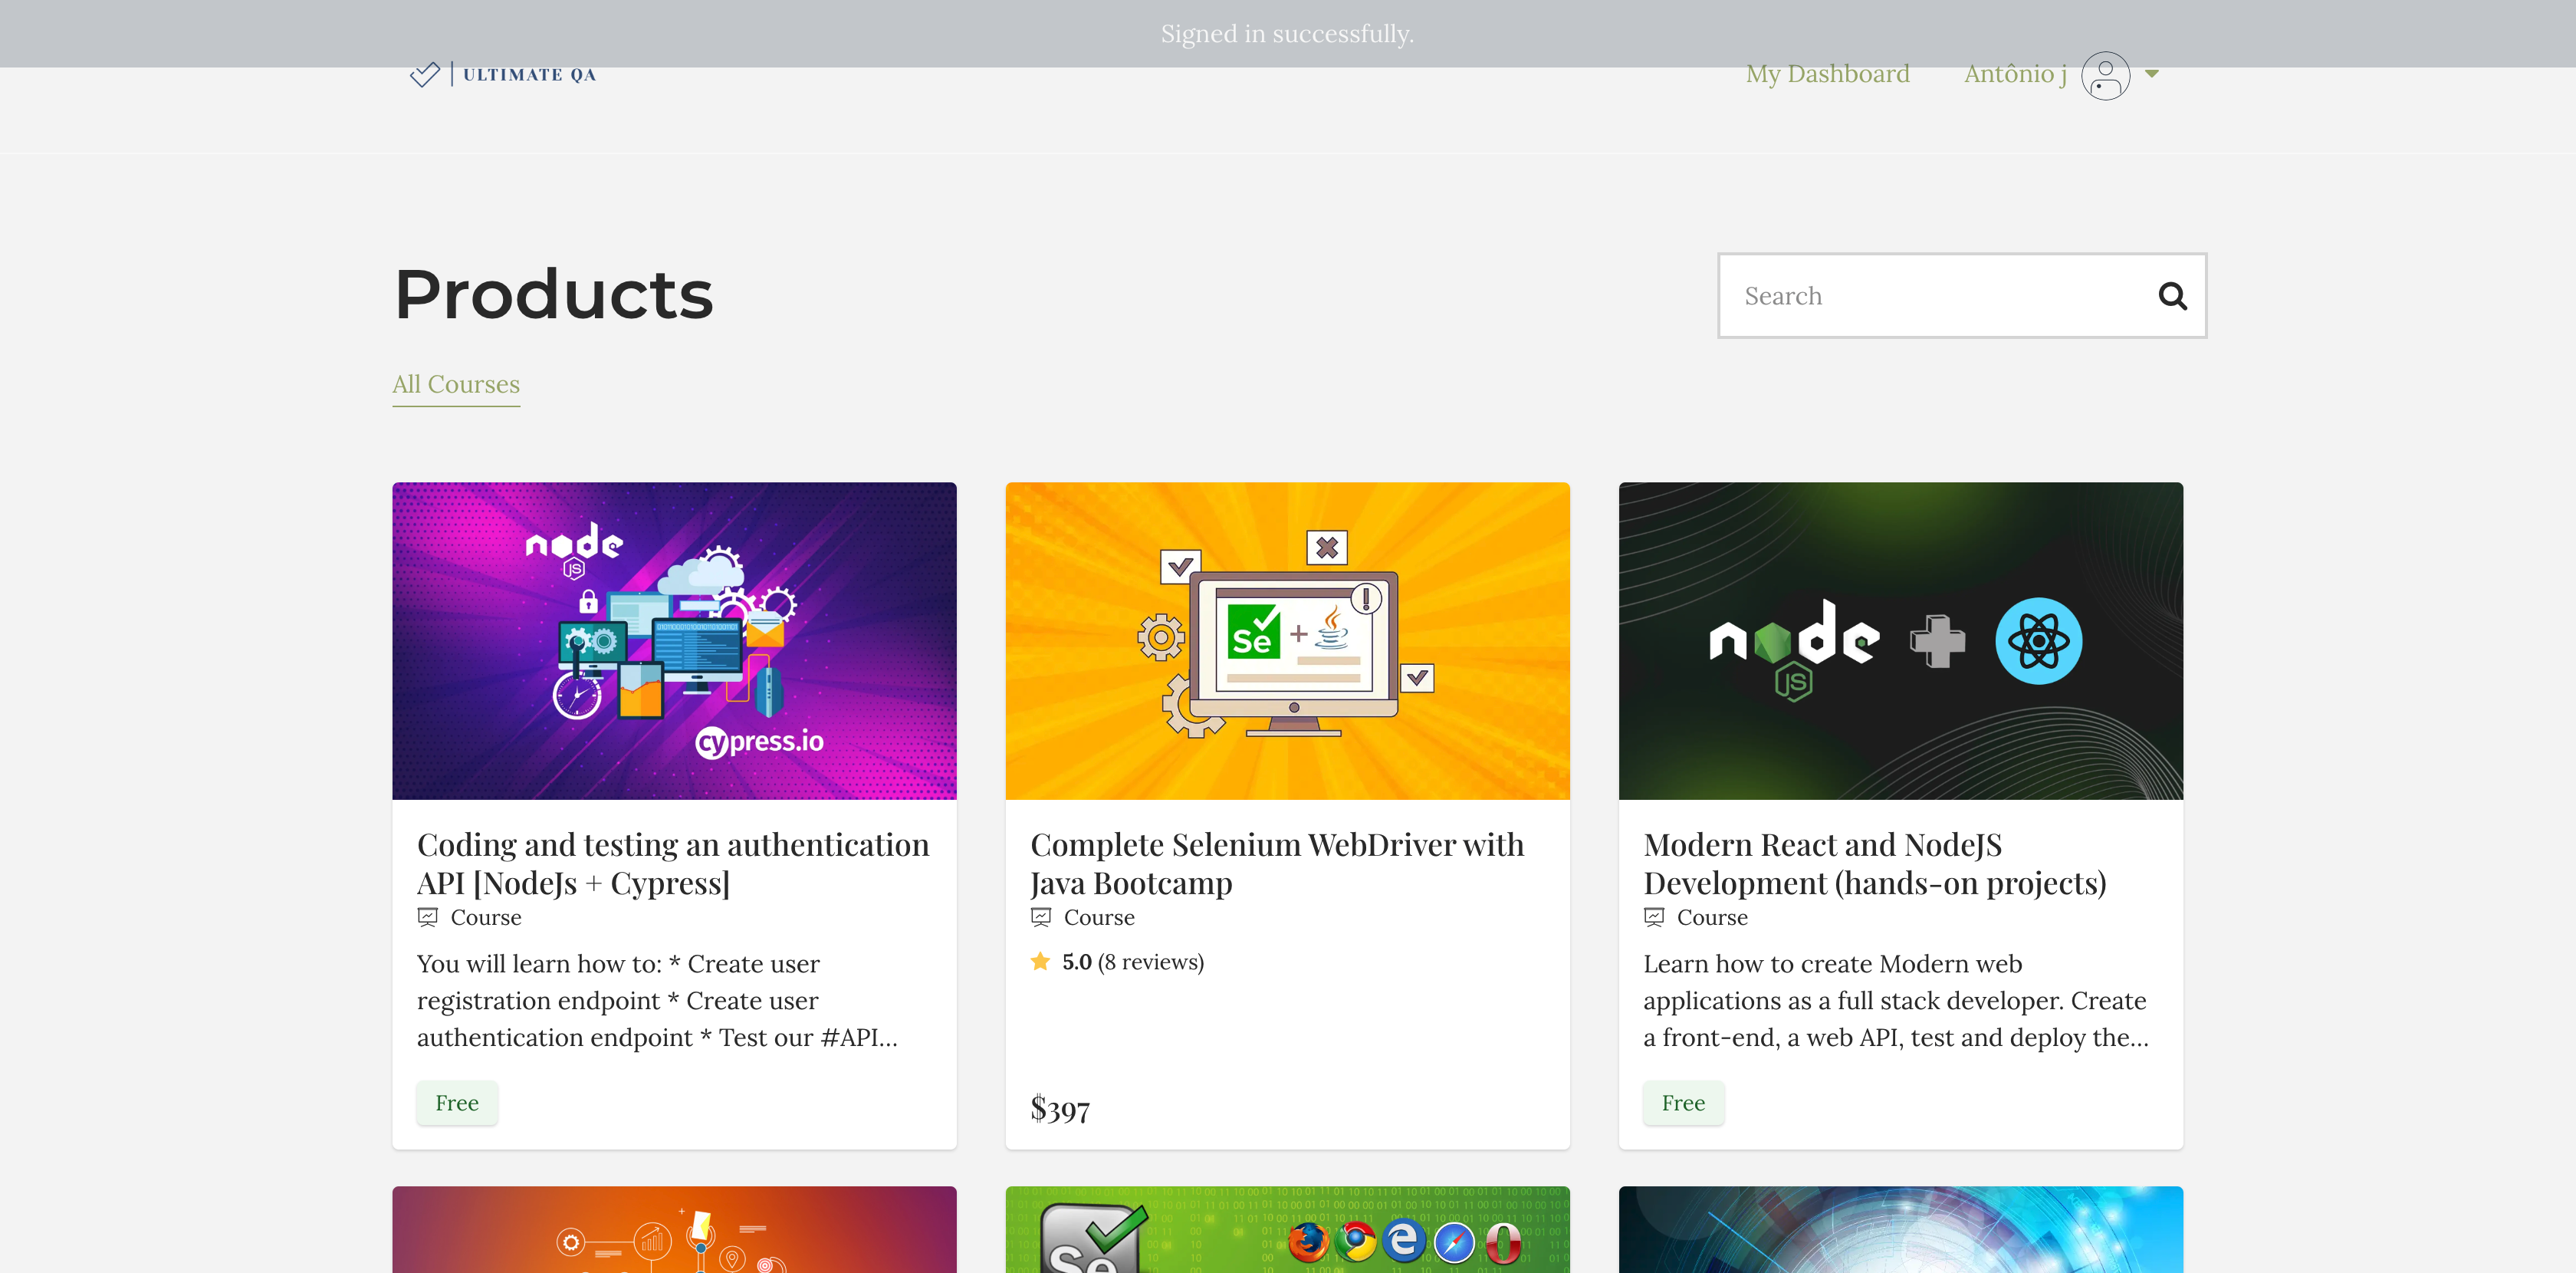 Signed in successfully.
ULTIMATE QA
My Dashboard
Antônio j
Products
Search
All Courses
node
JS
cypress.io
Se
+
node
JS
Coding and testing an authentication
API [NodeJs + Cypress]
Course
You will learn how to: * Create user
registration endpoint * Create user
authentication endpoint * Test our #API...
Free
Complete Selenium WebDriver with
Java Bootcamp
Course
5.0 (8 reviews)
$397
Modern React and NodeJS
Development (hands-on projects)
Course
Learn how to create Modern web
applications as a full stack developer. Create
a front-end, a web API, test and deploy the...
Free
Se